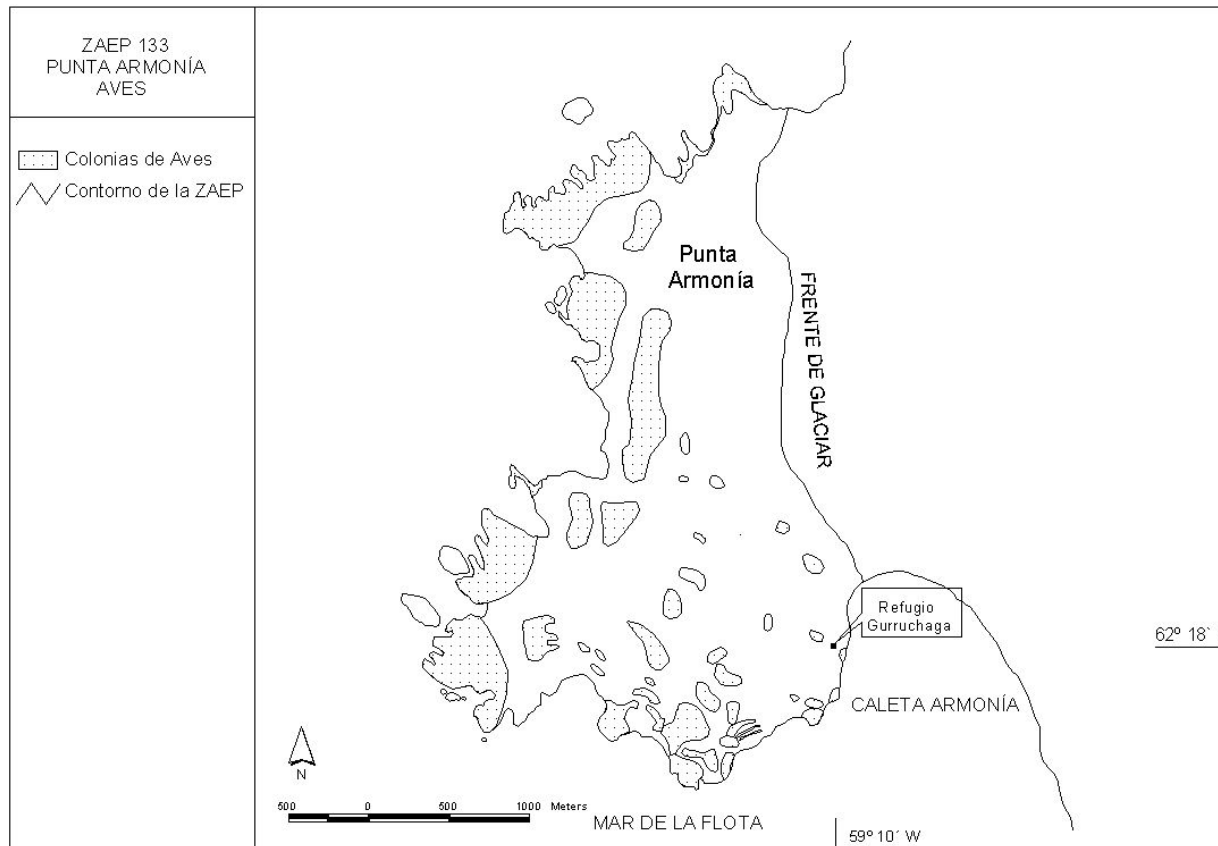 ZAEP 133
PUNTA ARMONÍA
AVES
Colonias de Aves
Contorno de la ZAEP
Punta
Armonía
FRENTE DE GLACIAR
Refugio
Gurruchaga
62º 18`
CALETA ARMONÍA
N
500 0 500 1000 Meters
MAR DE LA FLOTA
59º 10´ W